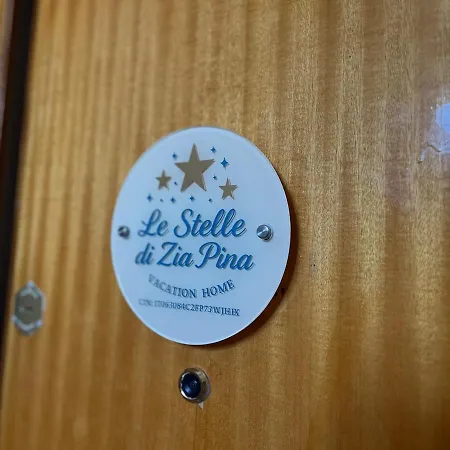 Le Stelle
di Zia Pina
VACATION HOME